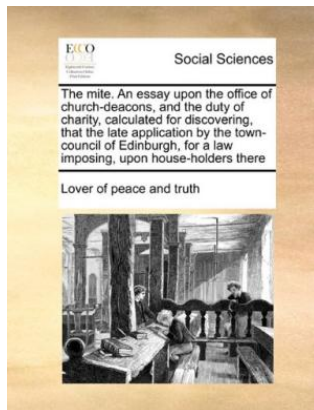 ECCO
Social Sciences
The mite. An essay upon the office of
church-deacons, and the duty of
charity, calculated for discovering,
that the late application by the town-
council of Edinburgh, for a law
imposing, upon house-holders there
Lover of peace and truth